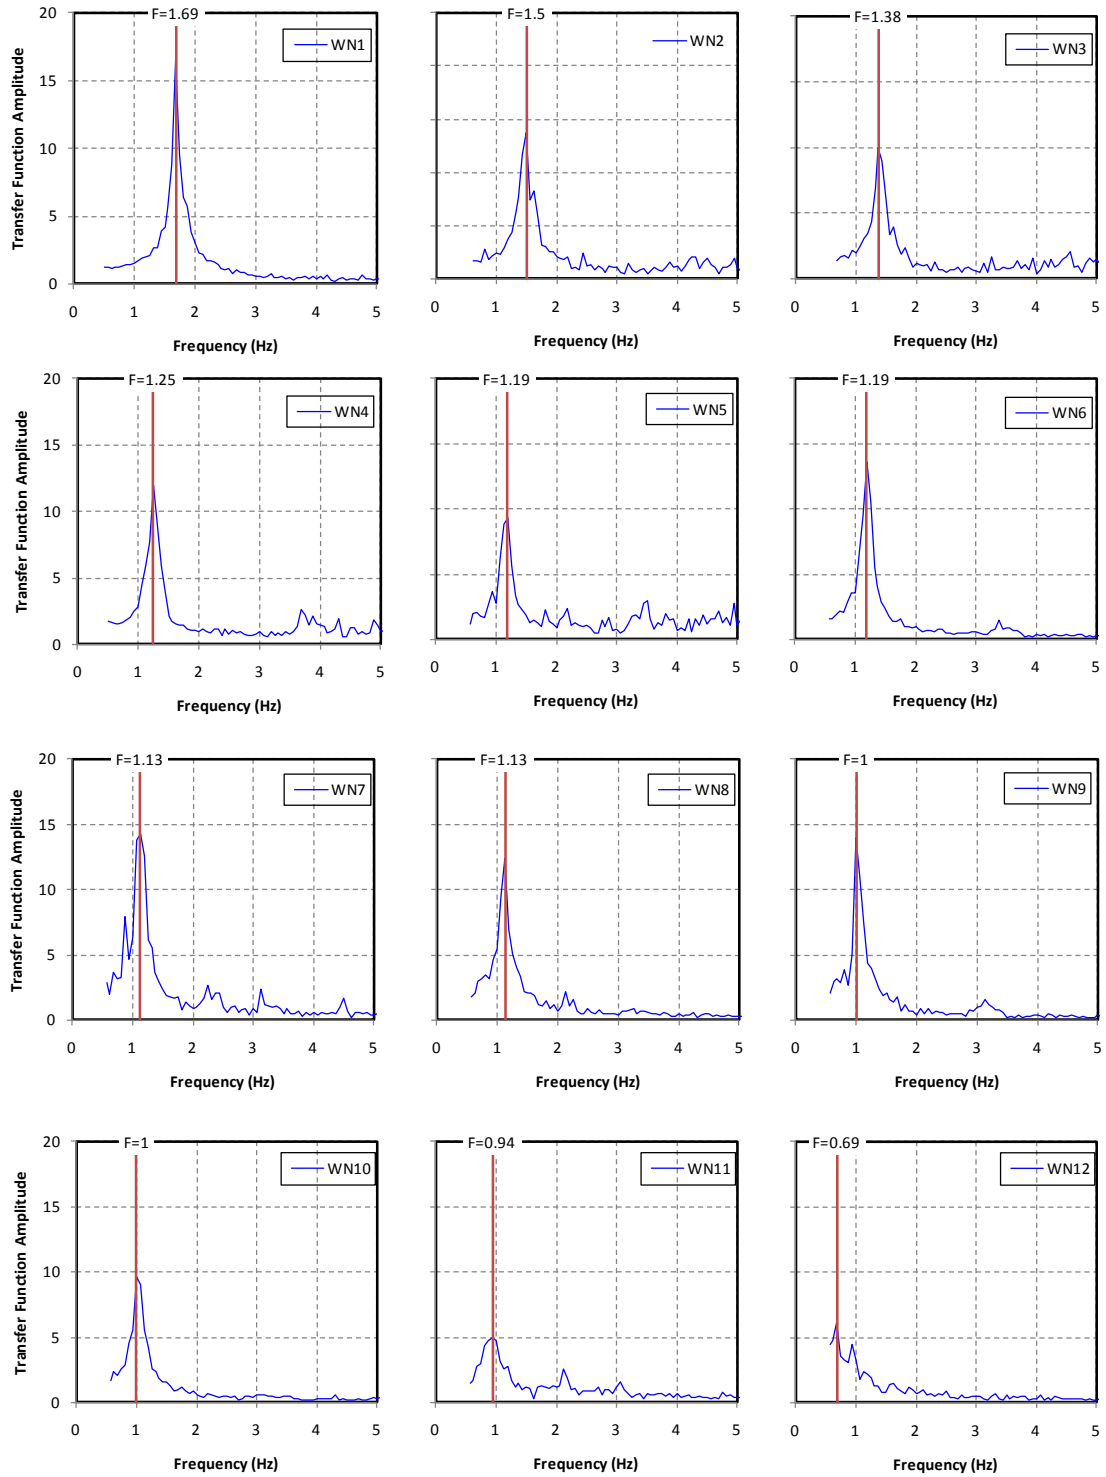 F=1.69 F=1.5 F=1.38
20
15
10
5
0
Transfer Function Amplitude
WN1 WN2 WN3
0 1 2 3 4 5 0 1 2 3 4 5 0 1 2 3 4 5
Frequency (Hz) Frequency (Hz) Frequency (Hz)
F=1.25 F=1.19 F=1.19
20
15
10
5
0
Transfer Function Amplitude
WN4 WN5 WN6
0 1 2 3 4 5 0 1 2 3 4 5 0 1 2 3 4 5
Frequency (Hz) Frequency (Hz) Frequency (Hz)
F=1.13 F=1.13 F=1
20
15
10
5
0
Transfer Function Amplitude
WN7 WN8 WN9
0 1 2 3 4 5 0 1 2 3 4 5 0 1 2 3 4 5
Frequency (Hz) Frequency (Hz) Frequency (Hz)
F=1 F=0.94 F=0.69
20
15
10
5
0
Transfer Function Amplitude
WN10 WN11 WN12
0 1 2 3 4 5 0 1 2 3 4 5 0 1 2 3 4 5
Frequency (Hz) Frequency (Hz) Frequency (Hz)